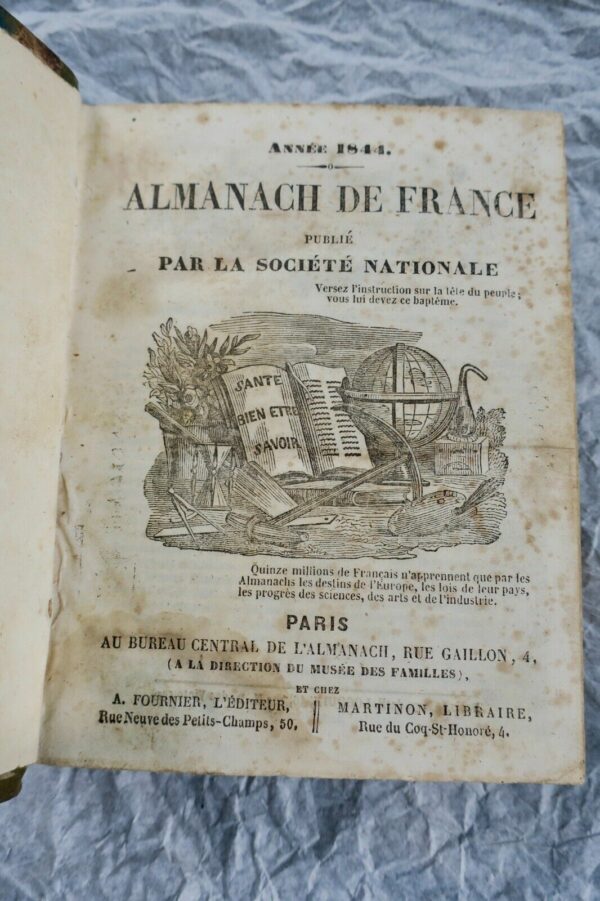 ANNÉE 1844.
ALMANACH DE FRANCE
PUBLIÉ
PAR LA SOCIÉTÉ NATIONALE
Versez l'instruction sur la tête du peuple;
vous lui devez ce baptême.
SANTE
BIEN ETRE
SAVOIR
Quinze millions de Français n'apprennent que par les
Almanachs les destins de l'Europe, les lois de leur pays,
les progrès des sciences, des arts et de l'industrie.
PARIS
AU BUREAU CENTRAL DE L'ALMANACH, RUE GAILLON, 4,
(A LA DIRECTION DU MUSÉE DES FAMILLES),
ET CHEZ
A. FOURNIER, L'ÉDITEUR,
Rue Neuve des Petits-Champs, 50.
MARTINON, LIBRAIRE,
Rue du Coq-St-Honoré, 4.